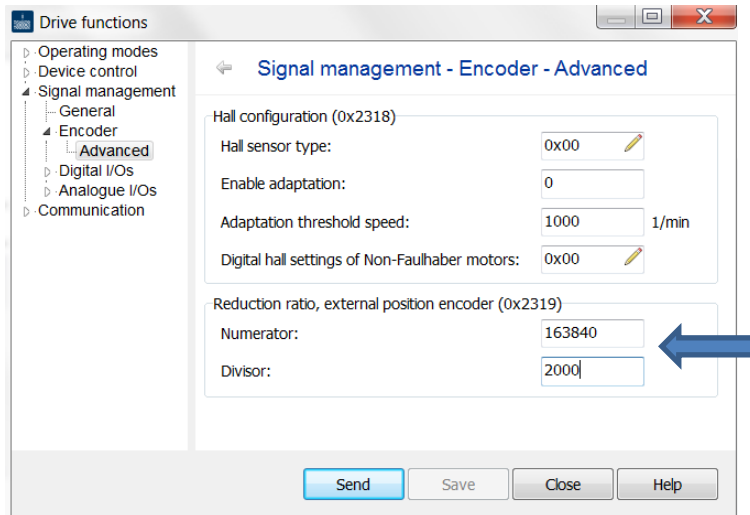 Drive functions
Operating modes
Device control
Signal management
General
Encoder
Advanced
Digital I/Os
Analogue I/Os
Communication
Signal management - Encoder - Advanced
Hall configuration (0x2318)
Hall sensor type: 0x00
Enable adaptation: 0
Adaptation threshold speed: 1000 1/min
Digital hall settings of Non-Faulhaber motors: 0x00
Reduction ratio, external position encoder (0x2319)
Numerator: 163840
Divisor: 2000
Send Save Close Help